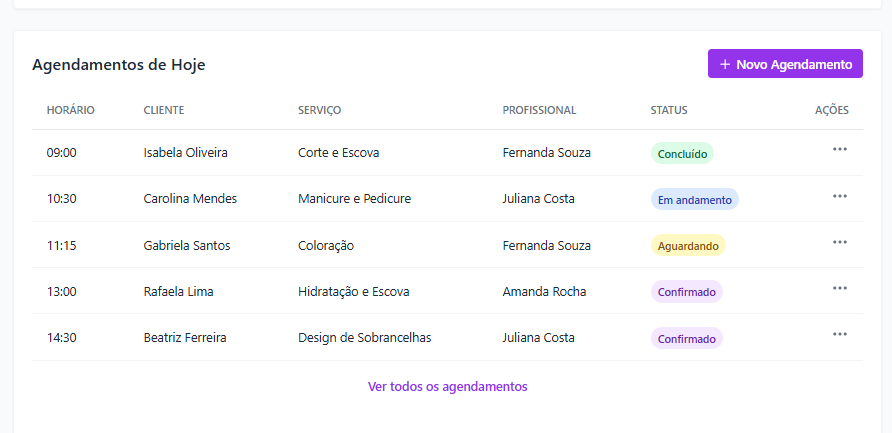 Agendamentos de Hoje
+ Novo Agendamento
HORÁRIO CLIENTE SERVIÇO PROFISSIONAL STATUS AÇÕES
09:00 Isabela Oliveira Corte e Escova Fernanda Souza Concluído ...
10:30 Carolina Mendes Manicure e Pedicure Juliana Costa Em andamento ...
11:15 Gabriela Santos Coloração Fernanda Souza Aguardando ...
13:00 Rafaela Lima Hidratação e Escova Amanda Rocha Confirmado ...
14:30 Beatriz Ferreira Design de Sobrancelhas Juliana Costa Confirmado ...
Ver todos os agendamentos